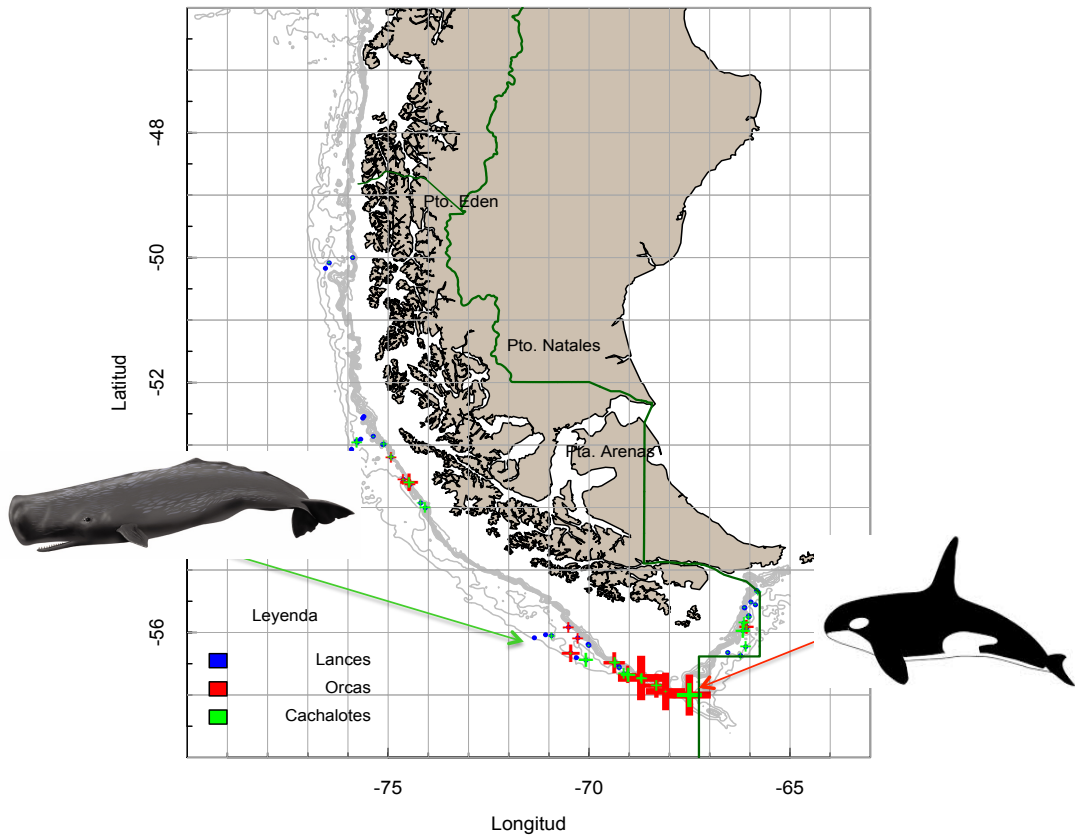 -48
Pto. Eden
-50
Pto. Natales
-52
Pta. Arenas
Latitud
Leyenda
-56
Lances
Orcas
Cachalotes
-75
-70
-65
Longitud